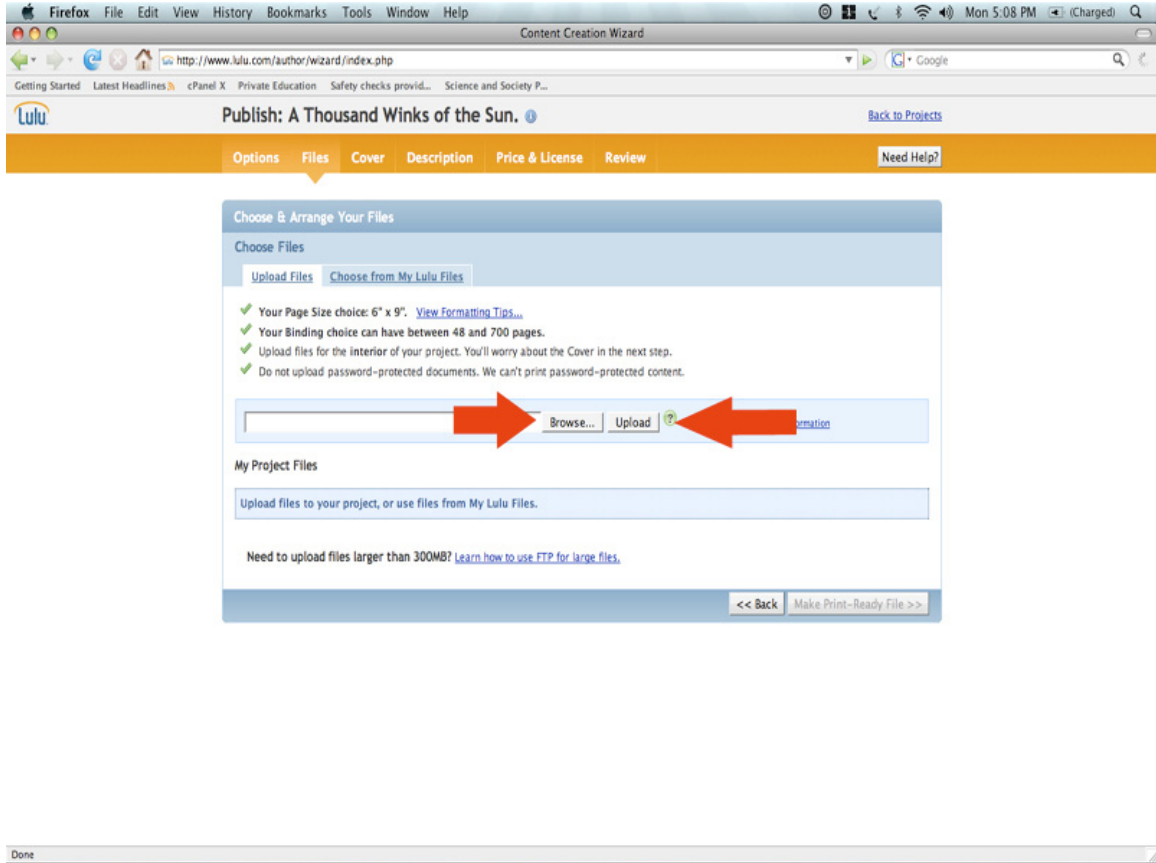 Firefox File Edit View History Bookmarks Tools Window Help Mon 5:08 PM (Charged)
Content Creation Wizard
http://www.lulu.com/author/wizard/index.php Google
Getting Started Latest Headlines cPanel X Private Education Safety checks provid... Science and Society P...
Lulu Publish: A Thousand Winks of the Sun. Back to Projects
Options Files Cover Description Price & License Review Need Help?
Choose & Arrange Your Files
Choose Files
Upload Files Choose from My Lulu Files
Your Page Size choice: 6" x 9". View Formatting Tips...
Your Binding choice can have between 48 and 700 pages.
Upload files for the interior of your project. You'll worry about the Cover in the next step.
Do not upload password-protected documents. We can't print password-protected content.
Browse... Upload ? ormation
My Project Files
Upload files to your project, or use files from My Lulu Files.
Need to upload files larger than 300MB? Learn how to use FTP for large files.
<< Back Make Print-Ready File >>
Done